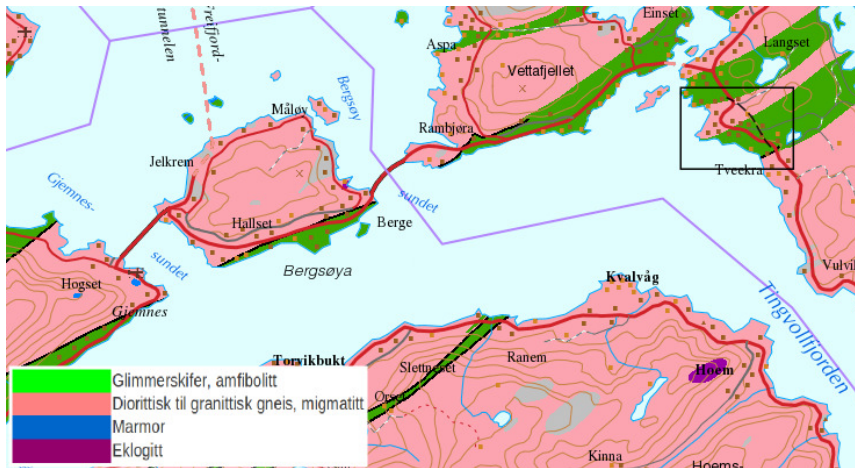 Freifjord-
tunnelen
Aspa
Einset
Langset
Vettafjellet
Måløy
Bergsøy
Rambjøra
Jelkrem
Tveekra
Gjemnes-
sundet
Hallset
Berge
sundet
Bergsøya
Hogset
Gjemnes
Kvalvåg
Vulvik
Tingvollfjorden
Torvikbukt
Slettneset
Ranem
Hoem
Orset
Kinna
Hoems-
Glimmerskifer, amfibolitt
Diorittisk til granittisk gneis, migmatitt
Marmor
Eklogitt